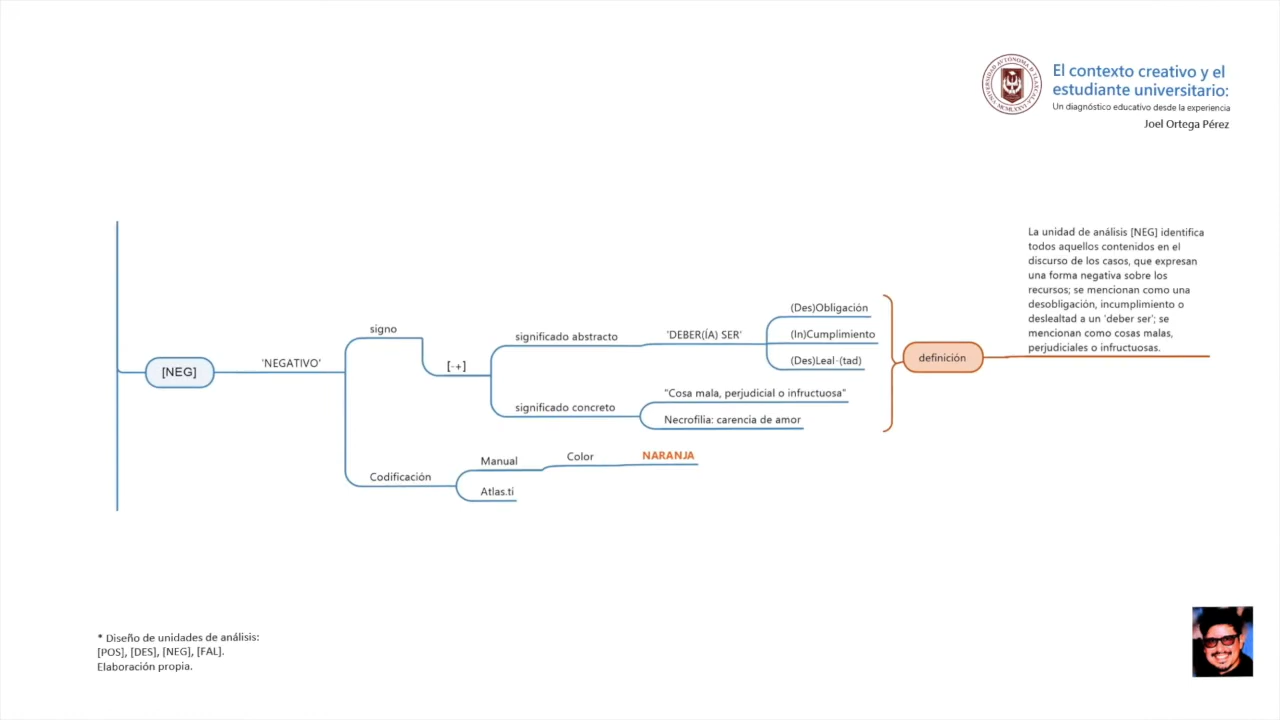 UNIVERSIDAD AUTÓNOMA D TLAXCALA
MCMLXXVI
El contexto creativo y el
estudiante universitario:
Un diagnóstico educativo desde la experiencia
Joel Ortega Pérez
La unidad de análisis [NEG] identifica
todos aquellos contenidos en el
discurso de los casos, que expresan
una forma negativa sobre los
recursos; se mencionan como una
desobligación, incumplimiento o
deslealtad a un 'deber ser'; se
mencionan como cosas malas,
perjudiciales o infructuosas.
[NEG]
'NEGATIVO'
signo
[-+]
significado abstracto
'DEBER(ÍA) SER'
(Des)Obligación
(In)Cumplimiento
(Des)Leal-(tad)
significado concreto
"Cosa mala, perjudicial o infructuosa"
Necrofilia: carencia de amor
definición
Codificación
Manual
Color
NARANJA
Atlas.ti
* Diseño de unidades de análisis:
[POS], [DES], [NEG], [FAL].
Elaboración propia.